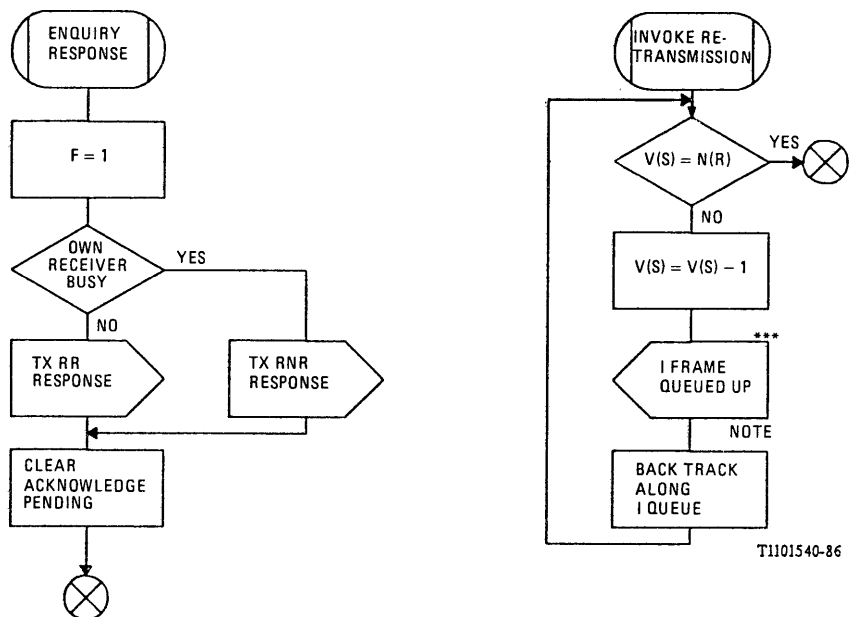 ENQUIRY
RESPONSE
F = 1
OWN
RECEIVER
BUSY
YES
NO
TX RR
RESPONSE
TX RNR
RESPONSE
CLEAR
ACKNOWLEDGE
PENDING
INVOKE RE-
TRANSMISSION
V(S) = N(R)
YES
NO
V(S) = V(S) – 1
***
I FRAME
QUEUED UP
NOTE
BACK TRACK
ALONG
I QUEUE
T1101540-86